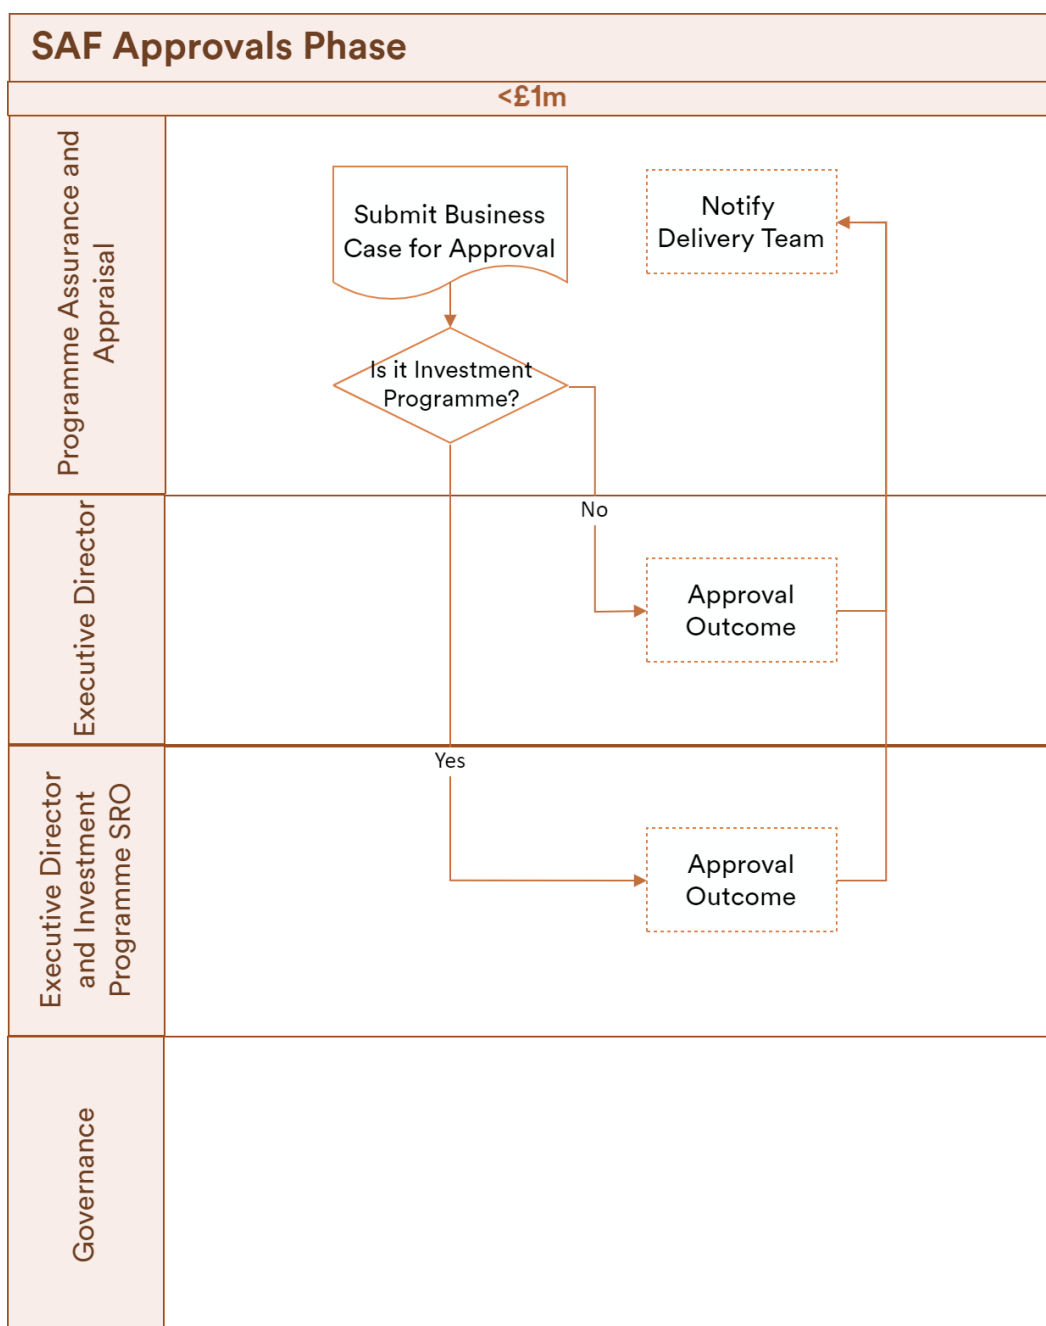 SAF Approvals Phase
<£1m
Programme Assurance and
Appraisal
Submit Business
Case for Approval
Notify
Delivery Team
Is it Investment
Programme?
Executive Director
No
Approval
Outcome
Executive Director
and Investment
Programme SRO
Yes
Approval
Outcome
Governance